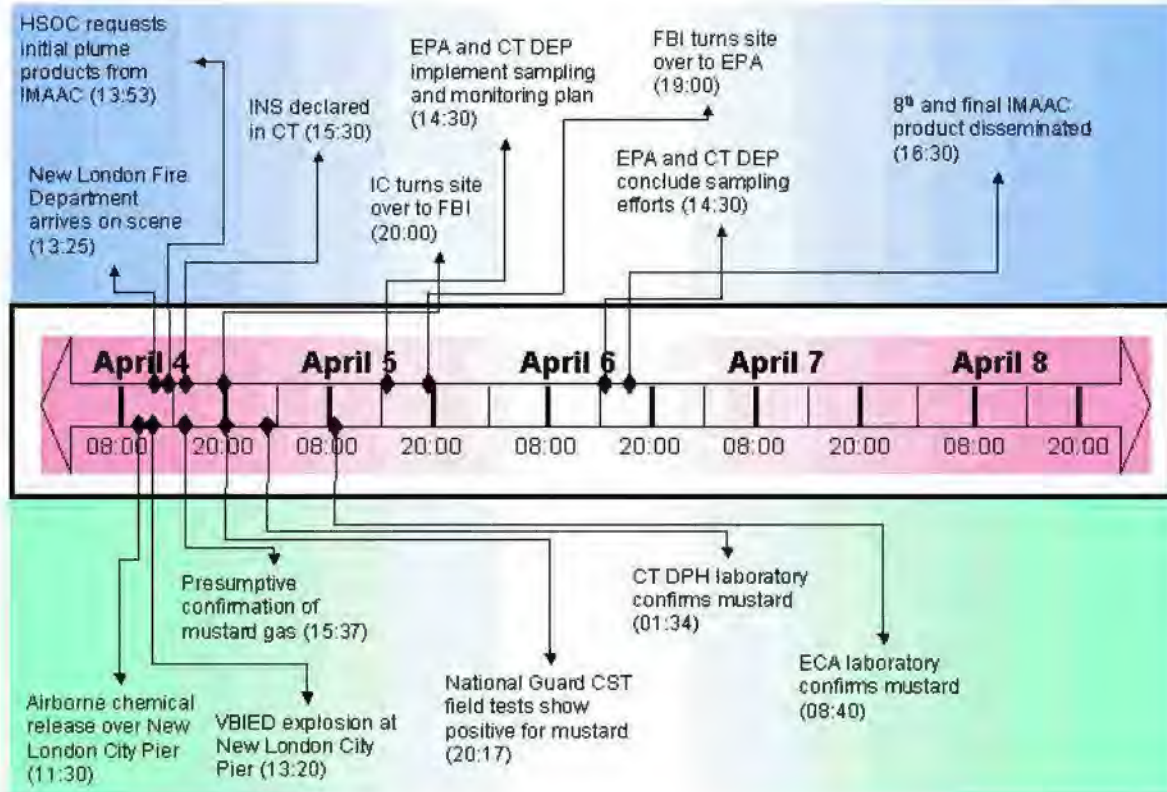 HSOC requests
initial plume
products from
IMAAC (13:53)
New London Fire
Department
arrives on scene
(13:25)
INS declared
in CT (15:30)
EPA and CT DEP
implement sampling
and monitoring plan
(14:30)
IC turns site
over to FBI
(20:00)
FBI turns site
over to EPA
(19:00)
EPA and CT DEP
conclude sampling
efforts (14:30)
8th and final IMAAC
product disseminated
(16:30)
April 4 April 5 April 6 April 7 April 8
08:00 20:00 08:00 20:00 08:00 20:00 08:00 20:00 08:00 20:00
Airborne chemical
release over New
London City Pier
(11:30)
Presumptive
confirmation of
mustard gas (15:37)
VBIED explosion at
New London City
Pier (13:20)
National Guard CST
field tests show
positive for mustard
(20:17)
CT DPH laboratory
confirms mustard
(01:34)
ECA laboratory
confirms mustard
(08:40)